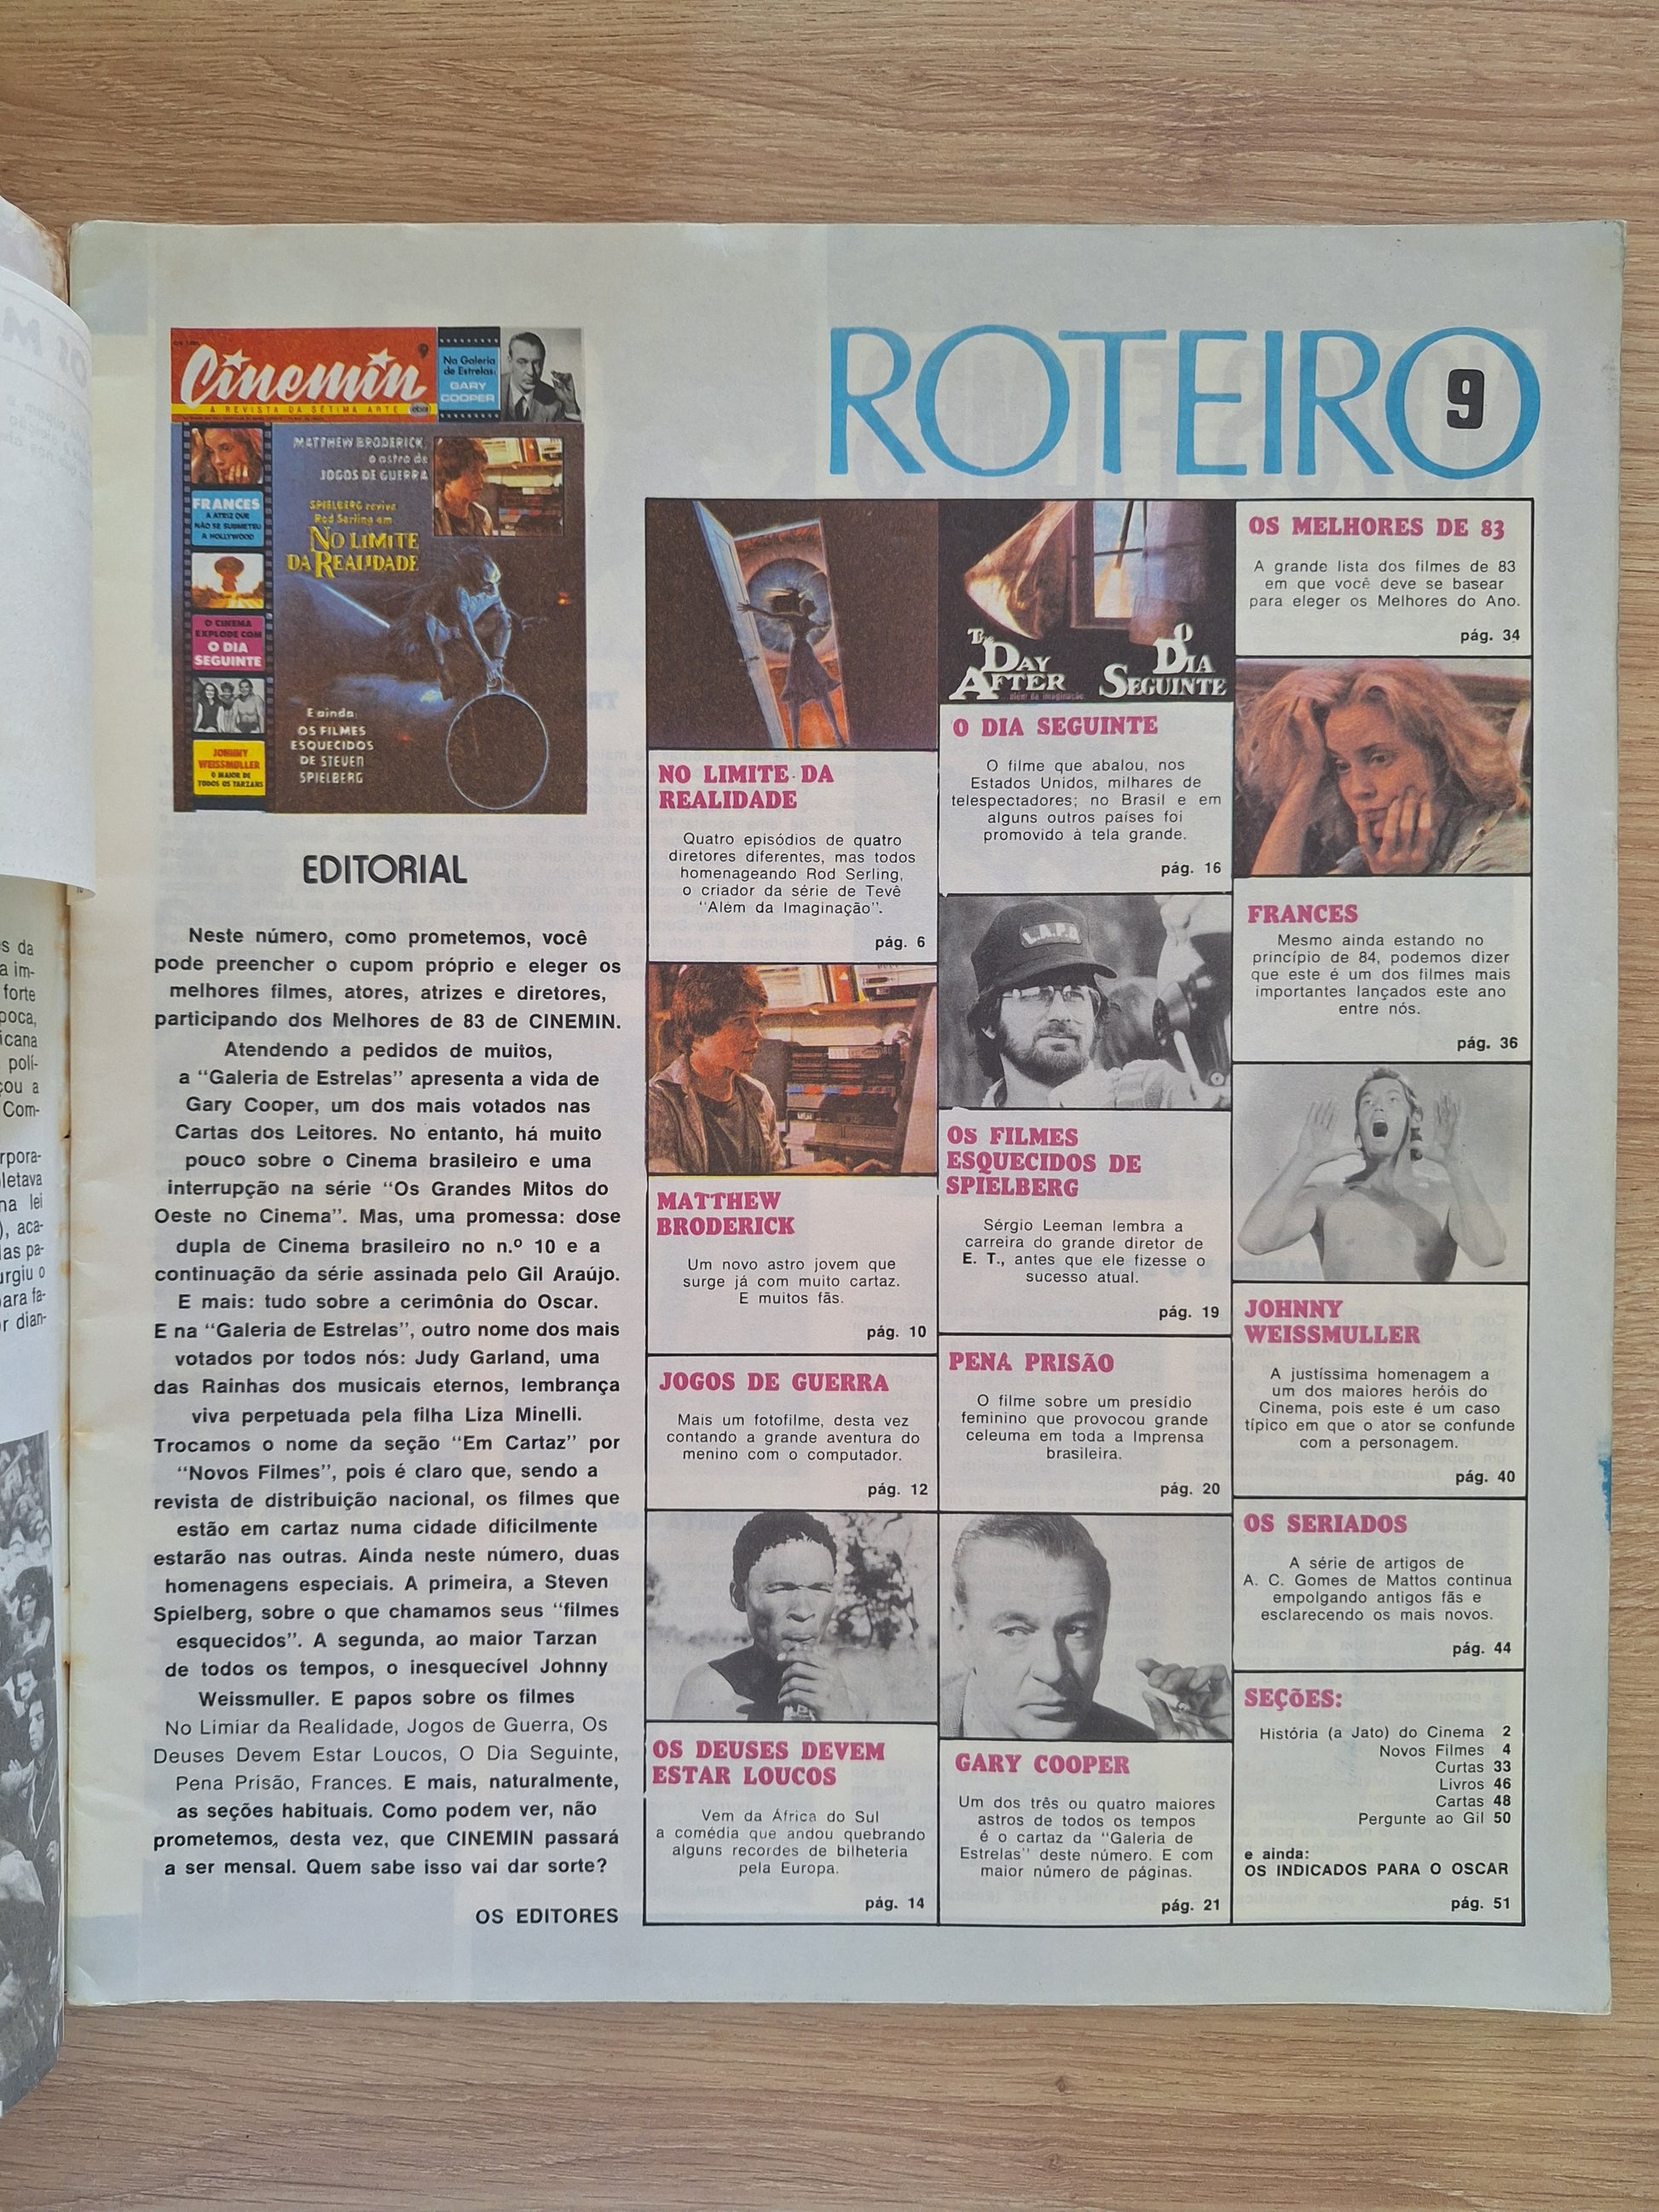 Cinemin
9
A REVISTA DA SÉTIMA ARTE
Na Galeria
de Estrelas:
GARY
COOPER
MATTHEW BRODERICK,
o astro de
JOGOS DE GUERRA
SPIELBERG revive
Rod Serling em
NO LIMITE
DA REALIDADE
FRANCES
A ATRIZ QUE
NÃO SE SUBMETEU
A HOLLYWOOD
O CINEMA
EXPLODE COM
O DIA
SEGUINTE
JOHNNY
WEISSMULLER
O MAIOR DE
TODOS OS TARZANS
E ainda:
OS FILMES
ESQUECIDOS
DE STEVEN
SPIELBERG
EDITORIAL
Neste número, como prometemos, você
pode preencher o cupom próprio e eleger os
melhores filmes, atores, atrizes e diretores,
participando dos Melhores de 83 de CINEMIN.
Atendendo a pedidos de muitos,
a “Galeria de Estrelas” apresenta a vida de
Gary Cooper, um dos mais votados nas
Cartas dos Leitores. No entanto, há muito
pouco sobre o Cinema brasileiro e uma
interrupção na série “Os Grandes Mitos do
Oeste no Cinema”. Mas, uma promessa: dose
dupla de Cinema brasileiro no n.º 10 e a
continuação da série assinada pelo Gil Araújo.
E mais: tudo sobre a cerimônia do Oscar.
E na “Galeria de Estrelas”, outro nome dos mais
votados por todos nós: Judy Garland, uma
das Rainhas dos musicais eternos, lembrança
viva perpetuada pela filha Liza Minelli.
Trocamos o nome da seção “Em Cartaz” por
“Novos Filmes”, pois é claro que, sendo a
revista de distribuição nacional, os filmes que
estão em cartaz numa cidade dificilmente
estarão nas outras. Ainda neste número, duas
homenagens especiais. A primeira, a Steven
Spielberg, sobre o que chamamos seus “filmes
esquecidos”. A segunda, ao maior Tarzan
de todos os tempos, o inesquecível Johnny
Weissmuller. E papos sobre os filmes
No Limiar da Realidade, Jogos de Guerra, Os
Deuses Devem Estar Loucos, O Dia Seguinte,
Pena Prisão, Frances. E mais, naturalmente,
as seções habituais. Como podem ver, não
prometemos, desta vez, que CINEMIN passará
a ser mensal. Quem sabe isso vai dar sorte?
OS EDITORES
ROTEIRO
9
NO LIMITE DA
REALIDADE
Quatro episódios de quatro
diretores diferentes, mas todos
homenageando Rod Serling,
o criador da série de Tevê
“Além da Imaginação”.
pág. 6
MATTHEW
BRODERICK
Um novo astro jovem que
surge já com muito cartaz.
E muitos fãs.
pág. 10
JOGOS DE GUERRA
Mais um fotofilme, desta vez
contando a grande aventura do
menino com o computador.
pág. 12
OS DEUSES DEVEM
ESTAR LOUCOS
Vem da África do Sul
a comédia que andou quebrando
alguns recordes de bilheteria
pela Europa.
pág. 14
THE DAY AFTER
O DIA SEGUINTE
além da imaginação
O DIA SEGUINTE
O filme que abalou, nos
Estados Unidos, milhares de
telespectadores; no Brasil e em
alguns outros países foi
promovido à tela grande.
pág. 16
OS FILMES
ESQUECIDOS DE
SPIELBERG
Sérgio Leeman lembra a
carreira do grande diretor de
E. T., antes que ele fizesse o
sucesso atual.
pág. 19
PENA PRISÃO
O filme sobre um presídio
feminino que provocou grande
celeuma em toda a Imprensa
brasileira.
pág. 20
GARY COOPER
Um dos três ou quatro maiores
astros de todos os tempos
é o cartaz da “Galeria de
Estrelas” deste número. E com
maior número de páginas.
pág. 21
OS MELHORES DE 83
A grande lista dos filmes de 83
em que você deve se basear
para eleger os Melhores do Ano.
pág. 34
FRANCES
Mesmo ainda estando no
princípio de 84, podemos dizer
que este é um dos filmes mais
importantes lançados este ano
entre nós.
pág. 36
JOHNNY
WEISSMULLER
A justíssima homenagem a
um dos maiores heróis do
Cinema, pois este é um caso
típico em que o ator se confunde
com a personagem.
pág. 40
OS SERIADOS
A série de artigos de
A. C. Gomes de Mattos continua
empolgando antigos fãs e
esclarecendo os mais novos.
pág. 44
SEÇõES:
História (a Jato) do Cinema 2
Novos Filmes 4
Curtas 33
Livros 46
Cartas 48
Pergunte ao Gil 50
e ainda:
OS INDICADOS PARA O OSCAR
pág. 51